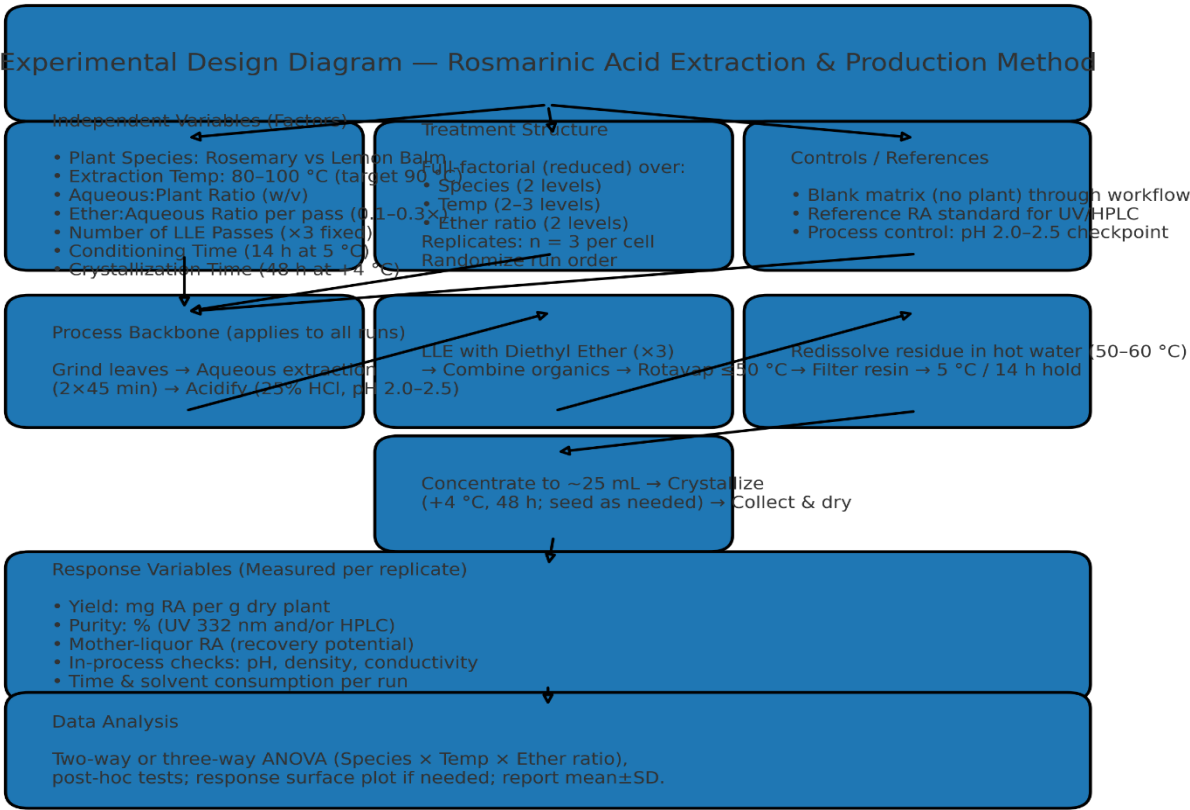 Experimental Design Diagram — Rosmarinic Acid Extraction & Production Method
Independent Variables (Factors)
• Plant Species: Rosemary vs Lemon Balm
• Extraction Temp: 80–100 °C (target 90 °C)
• Aqueous:Plant Ratio (w/v)
• Ether:Aqueous Ratio per pass (0.1–0.3×)
• Number of LLE Passes (×3 fixed)
• Conditioning Time (14 h at 5 °C)
• Crystallization Time (48 h at +4 °C)
Treatment Structure
Full-factorial (reduced) over:
• Species (2 levels)
• Temp (2–3 levels)
• Ether ratio (2 levels)
Replicates: n = 3 per cell
Randomize run order
Controls / References
• Blank matrix (no plant) through workflow
• Reference RA standard for UV/HPLC
• Process control: pH 2.0–2.5 checkpoint
Process Backbone (applies to all runs)
Grind leaves → Aqueous extraction
(2×45 min) → Acidify (25% HCl, pH 2.0–2.5)
LLE with Diethyl Ether (×3)
→ Combine organics → Rotavap ≤50 °C
Redissolve residue in hot water (50–60 °C)
→ Filter resin → 5 °C / 14 h hold
Concentrate to ~25 mL → Crystallize
(+4 °C, 48 h; seed as needed) → Collect & dry
Response Variables (Measured per replicate)
• Yield: mg RA per g dry plant
• Purity: % (UV 332 nm and/or HPLC)
• Mother-liquor RA (recovery potential)
• In-process checks: pH, density, conductivity
• Time & solvent consumption per run
Data Analysis
Two-way or three-way ANOVA (Species × Temp × Ether ratio),
post-hoc tests; response surface plot if needed; report mean±SD.